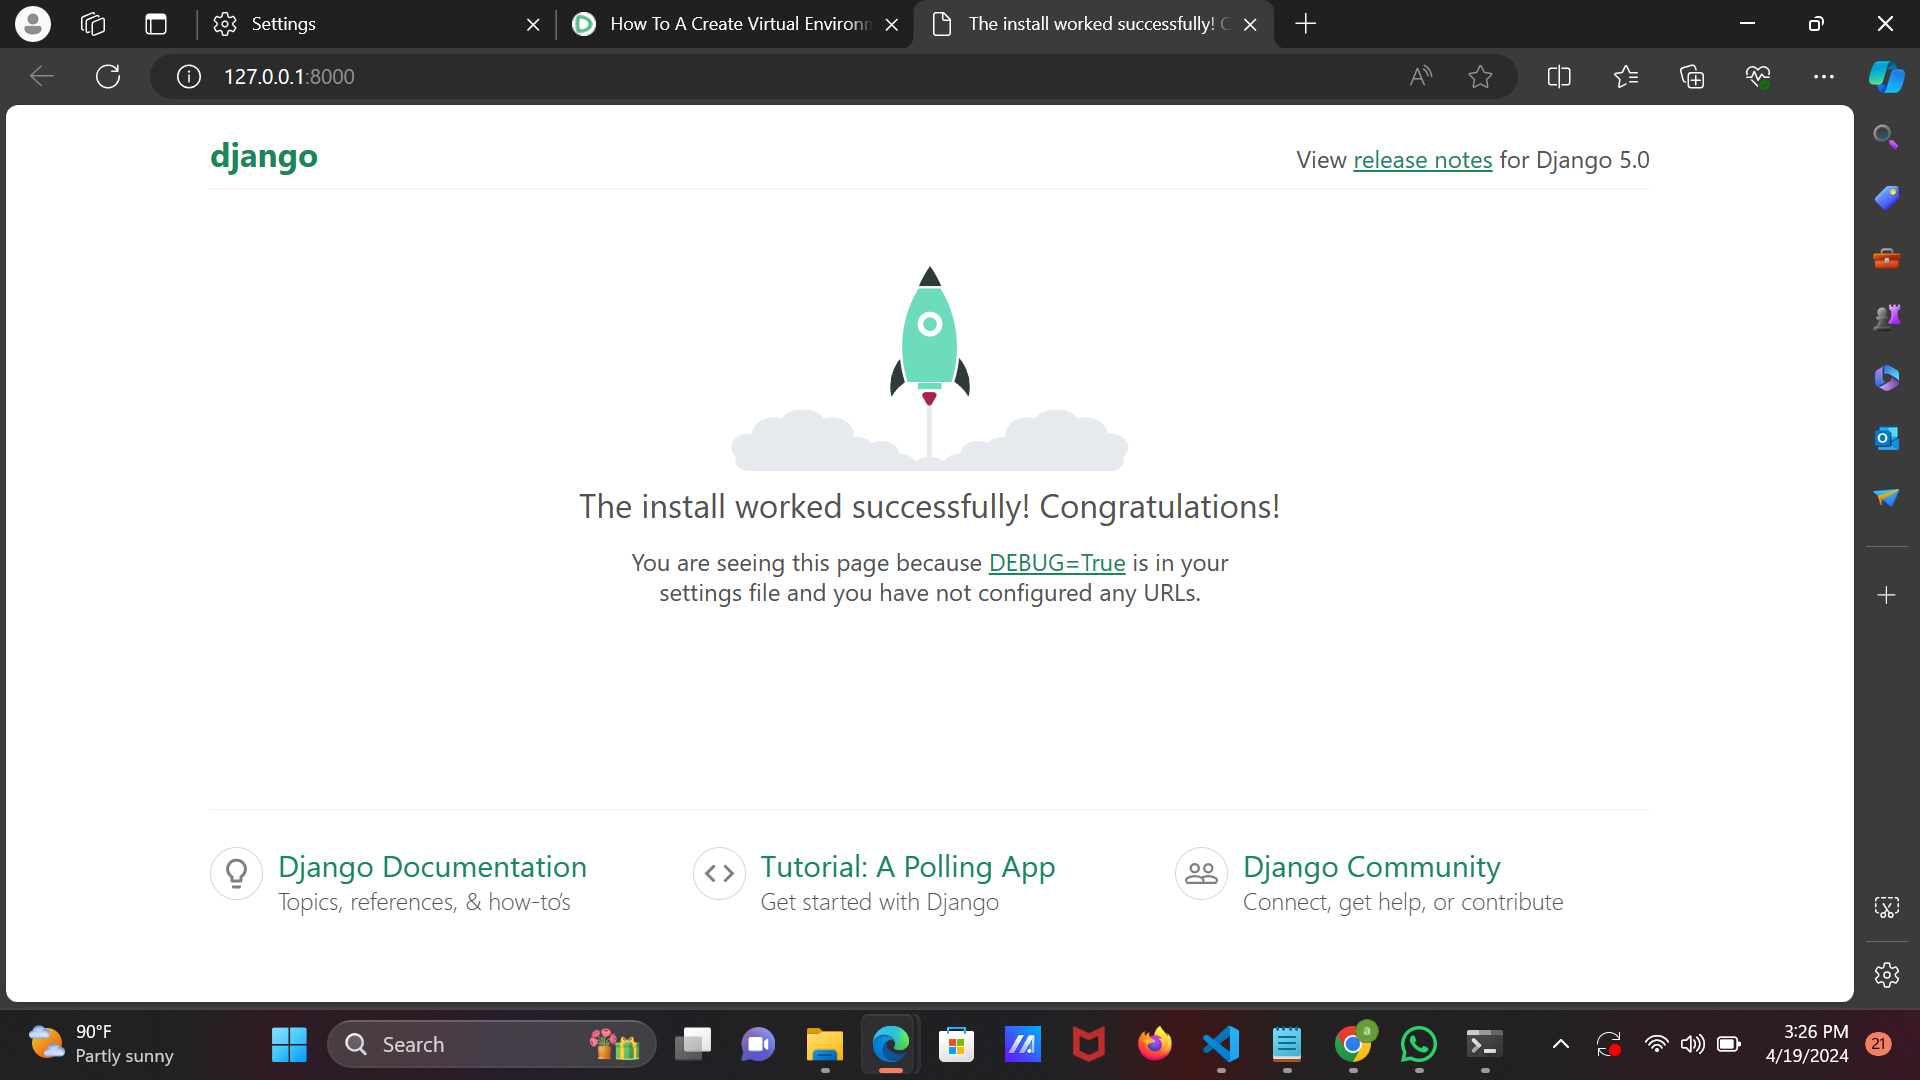 Settings
How To A Create Virtual Environm
The install worked successfully! C
127.0.0.1:8000
django
View release notes for Django 5.0
The install worked successfully! Congratulations!
You are seeing this page because DEBUG=True is in your
settings file and you have not configured any URLs.
Django Documentation
Topics, references, & how-to’s
Tutorial: A Polling App
Get started with Django
Django Community
Connect, get help, or contribute
90°F
Partly sunny
Search
a
3:26 PM
4/19/2024
21